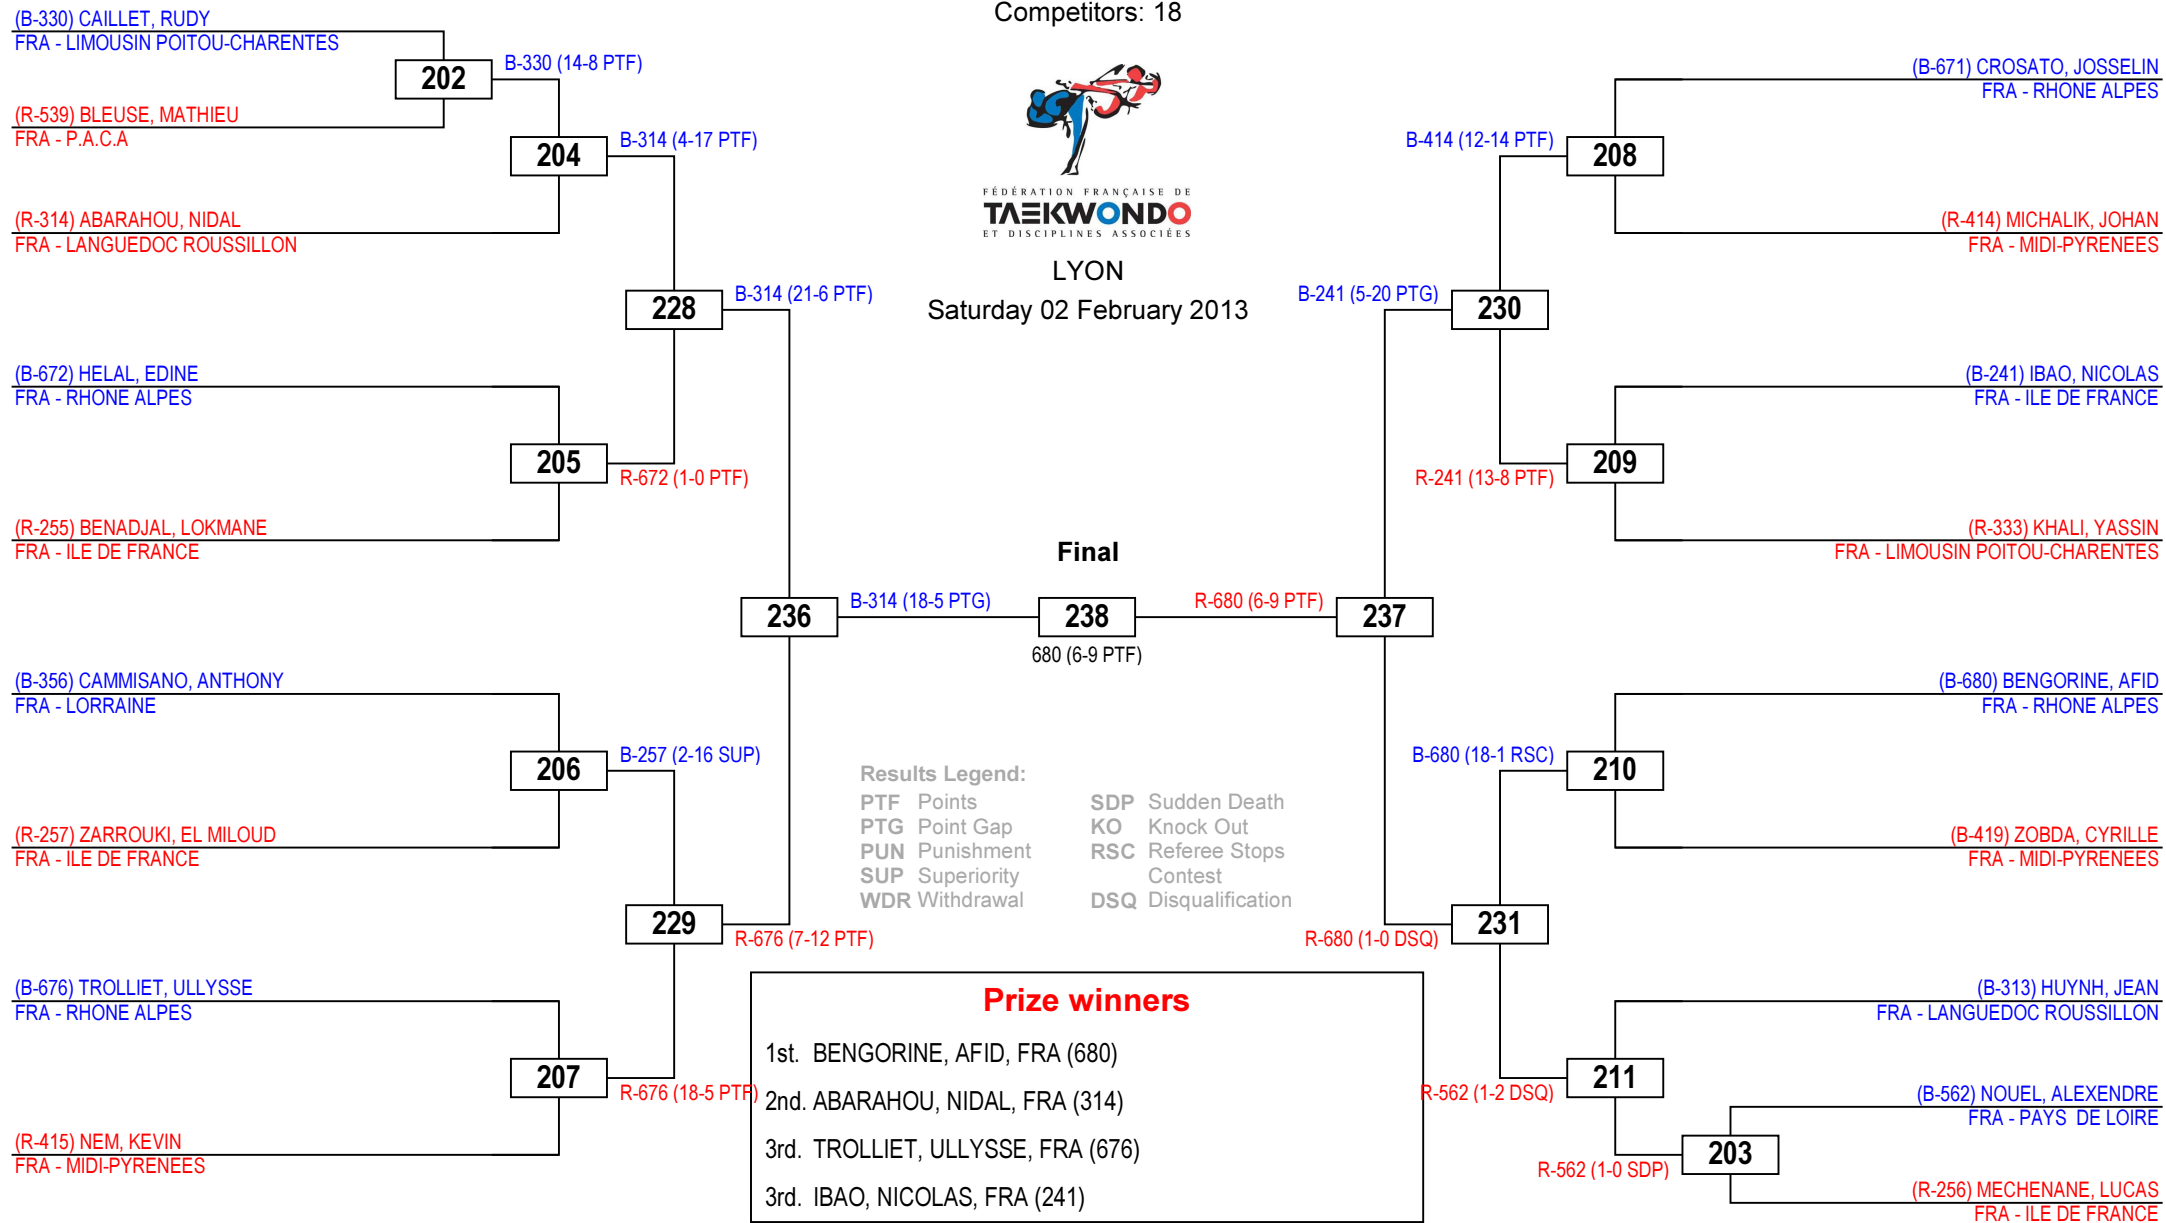 Competitors: 18
FÉDÉRATION FRANÇAISE DE
TAEKWONDO
ET DISCIPLINES ASSOCIÉES
LYON
Saturday 02 February 2013
(B-330) CAILLET, RUDY
FRA - LIMOUSIN POITOU-CHARENTES
202
B-330 (14-8 PTF)
(R-539) BLEUSE, MATHIEU
FRA - P.A.C.A
204
B-314 (4-17 PTF)
(R-314) ABARAHOU, NIDAL
FRA - LANGUEDOC ROUSSILLON
228
B-314 (21-6 PTF)
(B-672) HELAL, EDINE
FRA - RHONE ALPES
205
R-672 (1-0 PTF)
(R-255) BENADJAL, LOKMANE
FRA - ILE DE FRANCE
236
B-314 (18-5 PTG)
(B-356) CAMMISANO, ANTHONY
FRA - LORRAINE
206
B-257 (2-16 SUP)
(R-257) ZARROUKI, EL MILOUD
FRA - ILE DE FRANCE
229
R-676 (7-12 PTF)
(B-676) TROLLIET, ULLYSSE
FRA - RHONE ALPES
207
R-676 (18-5 PTF)
(R-415) NEM, KEVIN
FRA - MIDI-PYRENEES
Final
238
680 (6-9 PTF)
(B-671) CROSATO, JOSSELIN
FRA - RHONE ALPES
B-414 (12-14 PTF)
208
(R-414) MICHALIK, JOHAN
FRA - MIDI-PYRENEES
B-241 (5-20 PTG)
230
(B-241) IBAO, NICOLAS
FRA - ILE DE FRANCE
209
R-241 (13-8 PTF)
(R-333) KHALI, YASSIN
FRA - LIMOUSIN POITOU-CHARENTES
R-680 (6-9 PTF)
237
(B-680) BENGORINE, AFID
FRA - RHONE ALPES
B-680 (18-1 RSC)
210
(B-419) ZOBDA, CYRILLE
FRA - MIDI-PYRENEES
231
R-680 (1-0 DSQ)
(B-313) HUYNH, JEAN
FRA - LANGUEDOC ROUSSILLON
211
R-562 (1-2 DSQ)
(B-562) NOUEL, ALEXENDRE
FRA - PAYS DE LOIRE
203
R-562 (1-0 SDP)
(R-256) MECHENANE, LUCAS
FRA - ILE DE FRANCE
Results Legend:
PTF Points
PTG Point Gap
PUN Punishment
SUP Superiority
WDR Withdrawal
SDP Sudden Death
KO Knock Out
RSC Referee Stops
Contest
DSQ Disqualification
Prize winners
1st. BENGORINE, AFID, FRA (680)
2nd. ABARAHOU, NIDAL, FRA (314)
3rd. TROLLIET, ULLYSSE, FRA (676)
3rd. IBAO, NICOLAS, FRA (241)